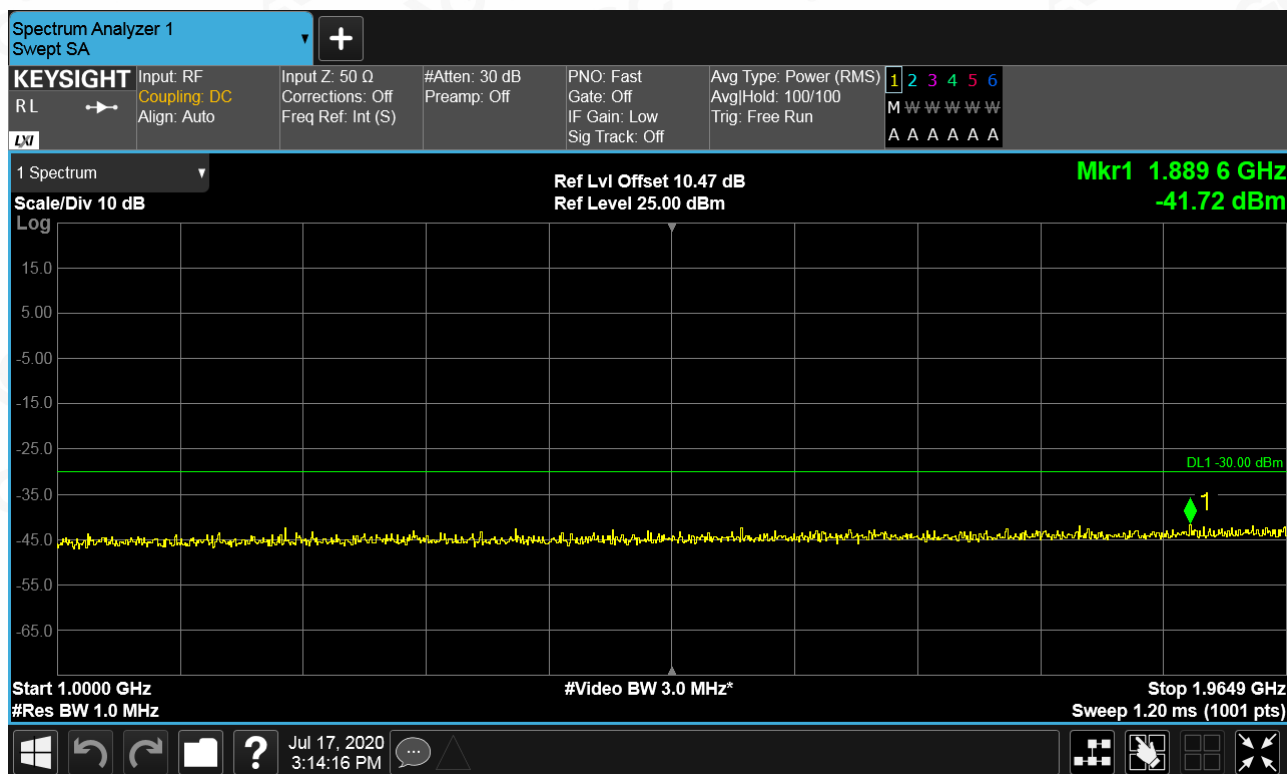 Spectrum Analyzer 1
Swept SA
+
KEYSIGHT
R L
LXI
Input: RF
Coupling: DC
Align: Auto
Input Z: 50 Ω
Corrections: Off
Freq Ref: Int (S)
#Atten: 30 dB
Preamp: Off
PNO: Fast
Gate: Off
IF Gain: Low
Sig Track: Off
Avg Type: Power (RMS)
Avg|Hold: 100/100
Trig: Free Run
1 2 3 4 5 6
M W W W W W
A A A A A A
1 Spectrum
Scale/Div 10 dB
Log
Ref Lvl Offset 10.47 dB
Ref Level 25.00 dBm
Mkr1 1.889 6 GHz
-41.72 dBm
15.0
5.00
-5.00
-15.0
-25.0
DL1 -30.00 dBm
-35.0
1
-45.0
-55.0
-65.0
Start 1.0000 GHz
#Video BW 3.0 MHz*
Stop 1.9649 GHz
#Res BW 1.0 MHz
Sweep 1.20 ms (1001 pts)
?
Jul 17, 2020
3:14:16 PM